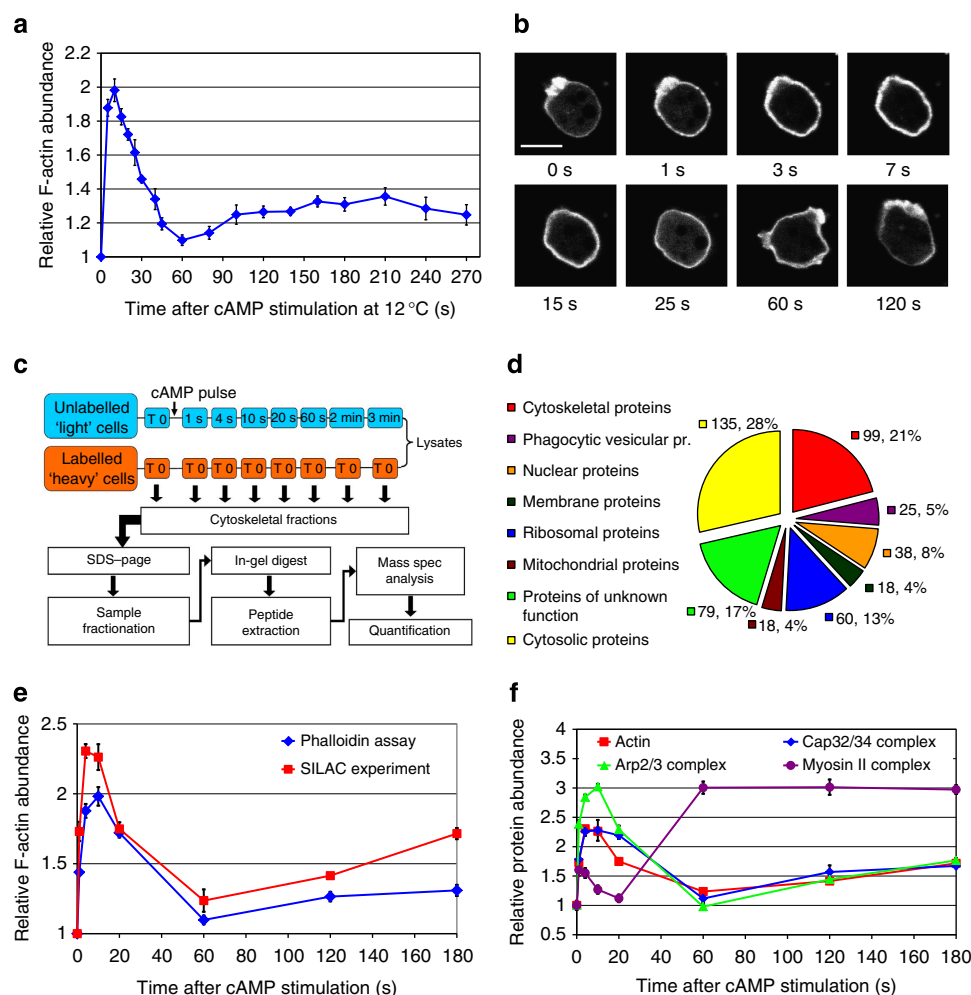 a
2.2
2
1.8
1.6
1.4
1.2
1
Relative F-actin abundance
0 30 60 90 120 150 180 210 240 270
Time after cAMP stimulation at 12 °C (s)
b
0 s 1 s 3 s 7 s
15 s 25 s 60 s 120 s
c
cAMP pulse
Unlabelled
'light' cells
T 0 1 s 4 s 10 s 20 s 60 s 2 min 3 min
Lysates
Labelled
'heavy' cells
T 0 T 0 T 0 T 0 T 0 T 0 T 0 T 0
Cytoskeletal fractions
SDS–page
In-gel digest
Mass spec
analysis
Sample
fractionation
Peptide
extraction
Quantification
d
Cytoskeletal proteins
Phagocytic vesicular pr.
Nuclear proteins
Membrane proteins
Ribosomal proteins
Mitochondrial proteins
Proteins of unknown
function
Cytosolic proteins
135, 28%
99, 21%
25, 5%
38, 8%
18, 4%
60, 13%
18, 4%
79, 17%
e
2.5
2
1.5
1
Relative F-actin abundance
Phalloidin assay
SILAC experiment
0 20 40 60 80 100 120 140 160 180
Time after cAMP stimulation (s)
f
4
3.5
3
2.5
2
1.5
1
0.5
Relative protein abundance
Actin
Cap32/34 complex
Arp2/3 complex
Myosin II complex
0 20 40 60 80 100 120 140 160 180
Time after cAMP stimulation (s)